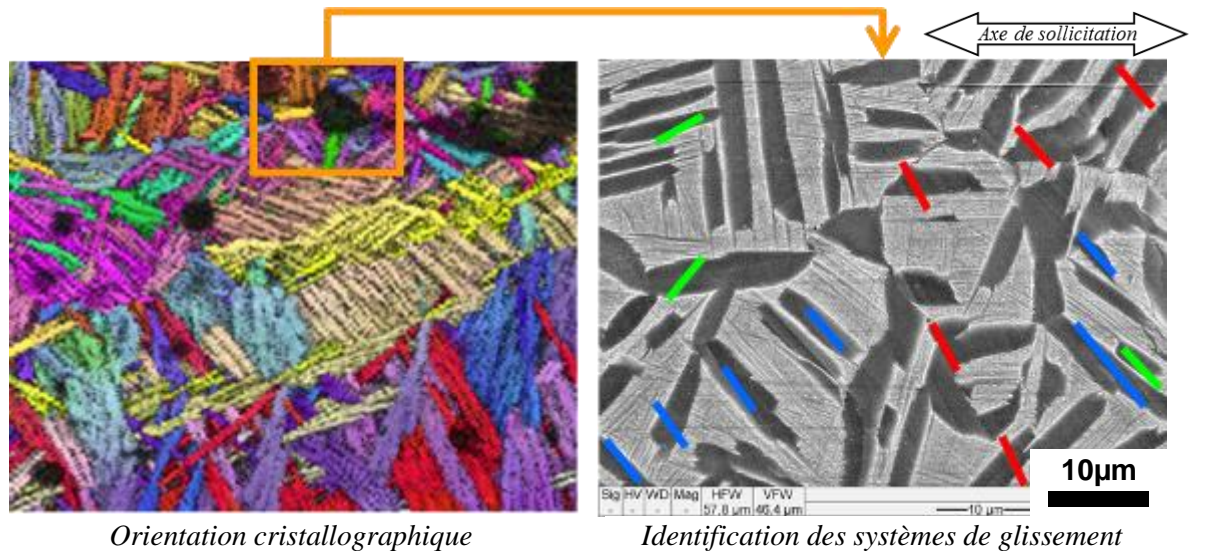 Axe de sollicitation
10µm
Sig HV WD Mag HFW VFW
- - - - 57.8 µm 46.4 µm 10 µm
Orientation cristallographique
Identification des systèmes de glissement